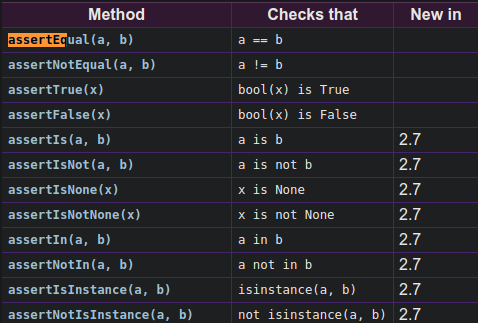 Method Checks that New in
assertEqual(a, b) a == b
assertNotEqual(a, b) a != b
assertTrue(x) bool(x) is True
assertFalse(x) bool(x) is False
assertIs(a, b) a is b 2.7
assertIsNot(a, b) a is not b 2.7
assertIsNone(x) x is None 2.7
assertIsNotNone(x) x is not None 2.7
assertIn(a, b) a in b 2.7
assertNotIn(a, b) a not in b 2.7
assertIsInstance(a, b) isinstance(a, b) 2.7
assertNotIsInstance(a, b) not isinstance(a, b) 2.7